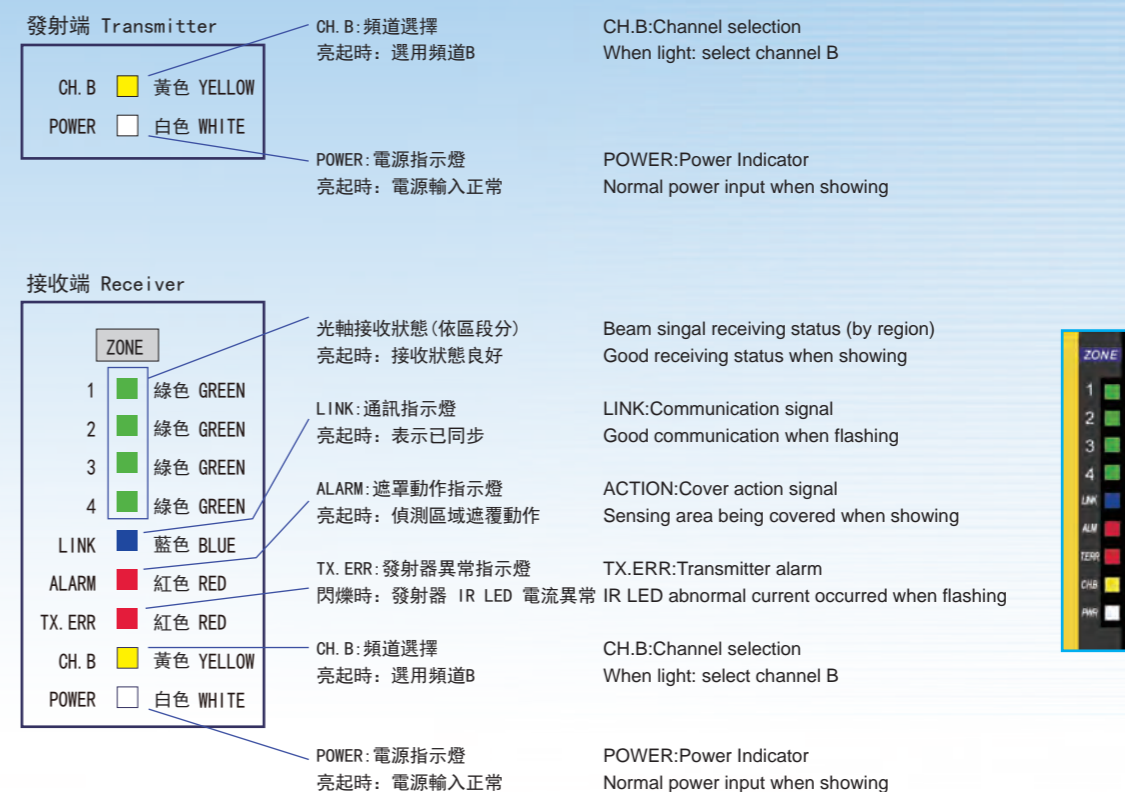 發射端 Transmitter
CH.B:頻道選擇 CH.B:Channel selection
亮起時: 選用頻道B When light: select channel B
CH.B 黃色 YELLOW
POWER 白色 WHITE
POWER:電源指示燈 POWER:Power Indicator
亮起時: 電源輸入正常 Normal power input when showing
接收端 Receiver
光軸接收狀態(依區段分) Beam singal receiving status (by region)
亮起時: 接收狀態良好 Good receiving status when showing
ZONE
1 綠色 GREEN
2 綠色 GREEN
3 綠色 GREEN
4 綠色 GREEN
LINK 藍色 BLUE
ALARM 紅色 RED
TX.ERR 紅色 RED
CH.B 黃色 YELLOW
POWER 白色 WHITE
LINK:通訊指示燈 LINK:Communication signal
亮起時: 表示已同步 Good communication when flashing
ALARM:遮罩動作指示燈 ACTION:Cover action signal
亮起時: 偵測區域遮覆動作 Sensing area being covered when showing
TX.ERR:發射器異常指示燈 TX.ERR:Transmitter alarm
閃爍時: 發射器 IR LED 電流異常 IR LED abnormal current occurred when flashing
CH.B:頻道選擇 CH.B:Channel selection
亮起時: 選用頻道B When light: select channel B
POWER:電源指示燈 POWER:Power Indicator
亮起時: 電源輸入正常 Normal power input when showing
ZONE
1
2
3
4
LINK
ALM
TERR
CHB
PWR